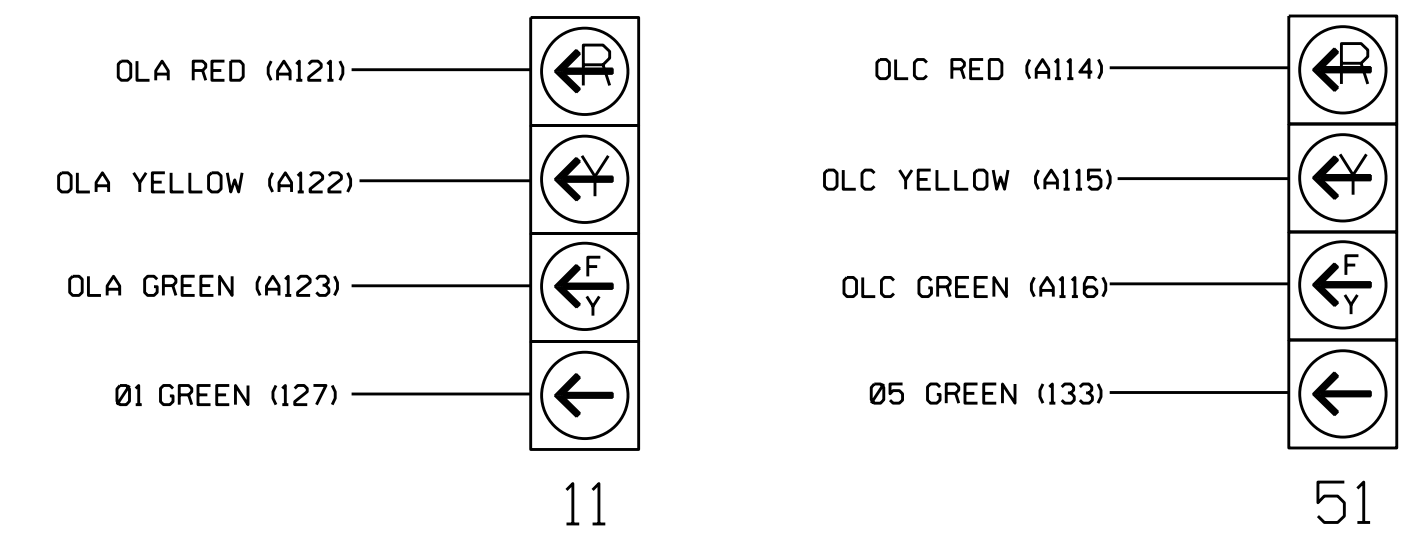 OLA RED (A121)
R
OLA YELLOW (A122)
Y
OLA GREEN (A123)
F
Y
Ø1 GREEN (127)
11
OLC RED (A114)
R
OLC YELLOW (A115)
Y
OLC GREEN (A116)
F
Y
Ø5 GREEN (133)
51